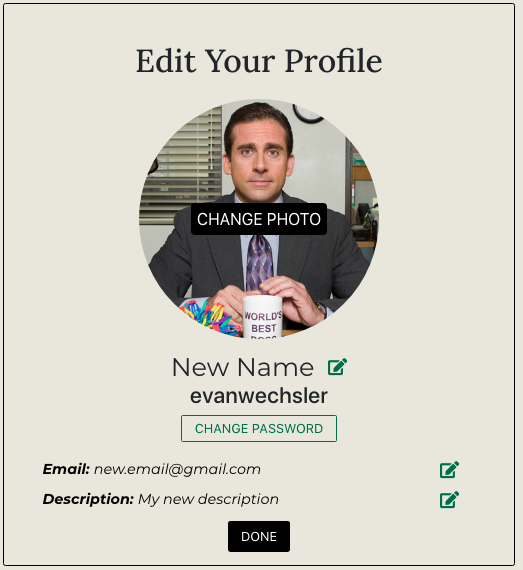 Edit Your Profile
CHANGE PHOTO
WORLD'S
BEST
New Name
evanwechsler
CHANGE PASSWORD
Email: new.email@gmail.com
Description: My new description
DONE